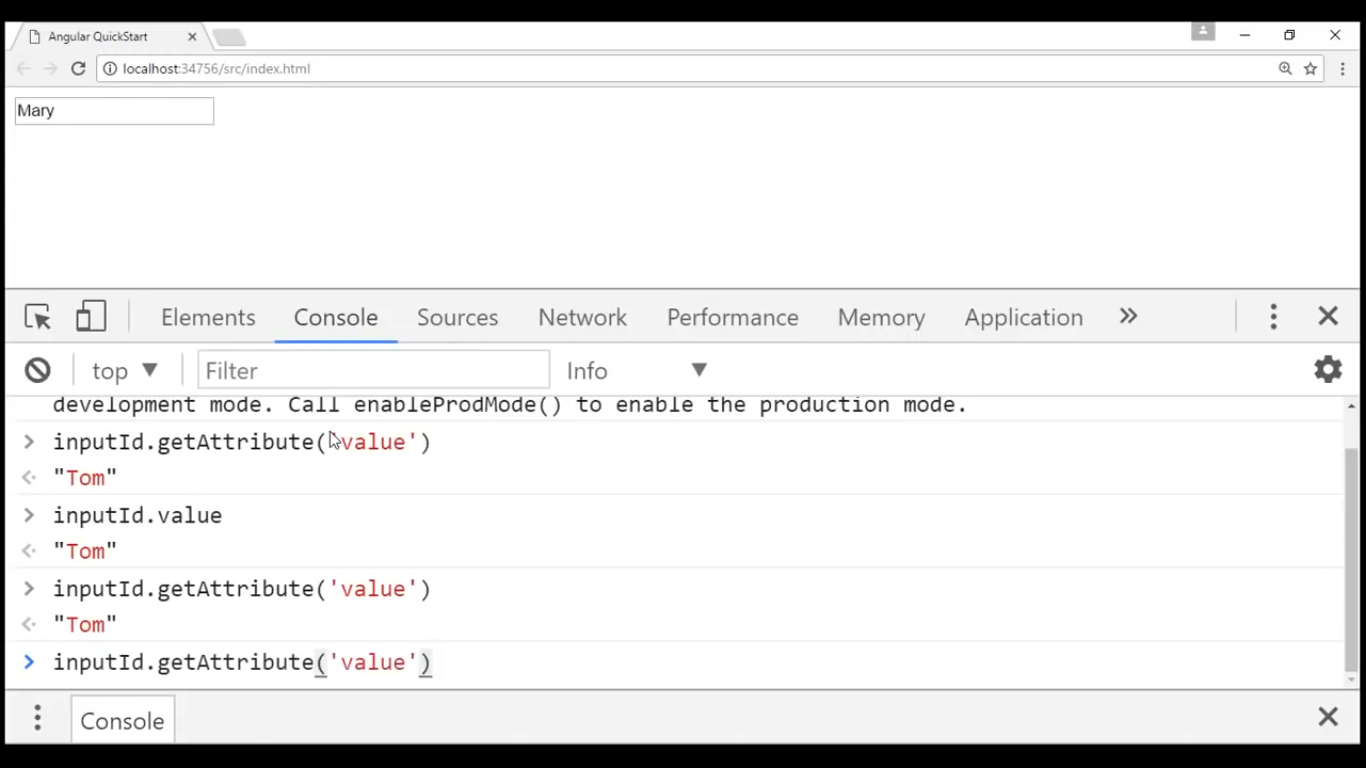 Angular QuickStart
localhost:34756/src/index.html
Mary
Elements Console Sources Network Performance Memory Application
top Filter Info
development mode. Call enableProdMode() to enable the production mode.
> inputId.getAttribute('value')
"Tom"
> inputId.value
"Tom"
> inputId.getAttribute('value')
"Tom"
> inputId.getAttribute('value')
Console